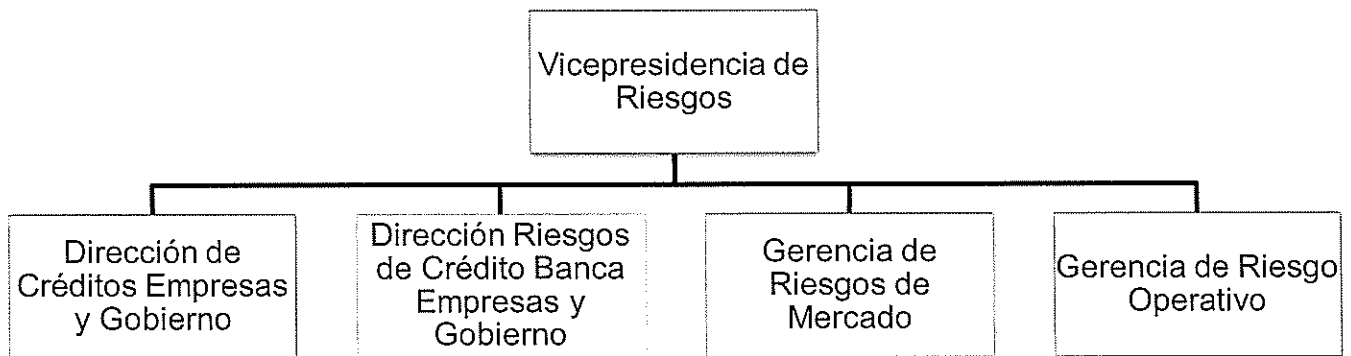 Vicepresidencia de
Riesgos
Dirección de
Créditos Empresas
y Gobierno
Dirección Riesgos
de Crédito Banca
Empresas y
Gobierno
Gerencia de
Riesgos de
Mercado
Gerencia de Riesgo
Operativo